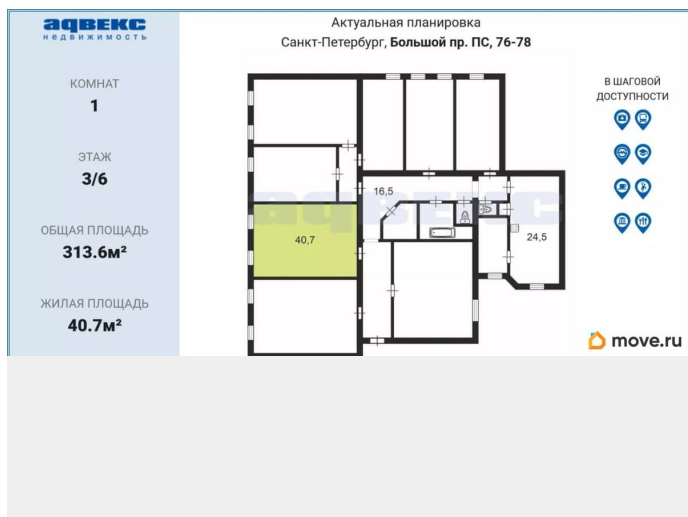 адвекс
недвижимость
Актуальная планировка
Санкт-Петербург, Большой пр. ПС, 76-78
КОМНАТ
1
ЭТАЖ
3/6
ОБЩАЯ ПЛОЩАДЬ
313.6м²
ЖИЛАЯ ПЛОЩАДЬ
40.7м²
16,5
40,7
24,5
адвекс
В ШАГОВОЙ
ДОСТУПНОСТИ
move.ru